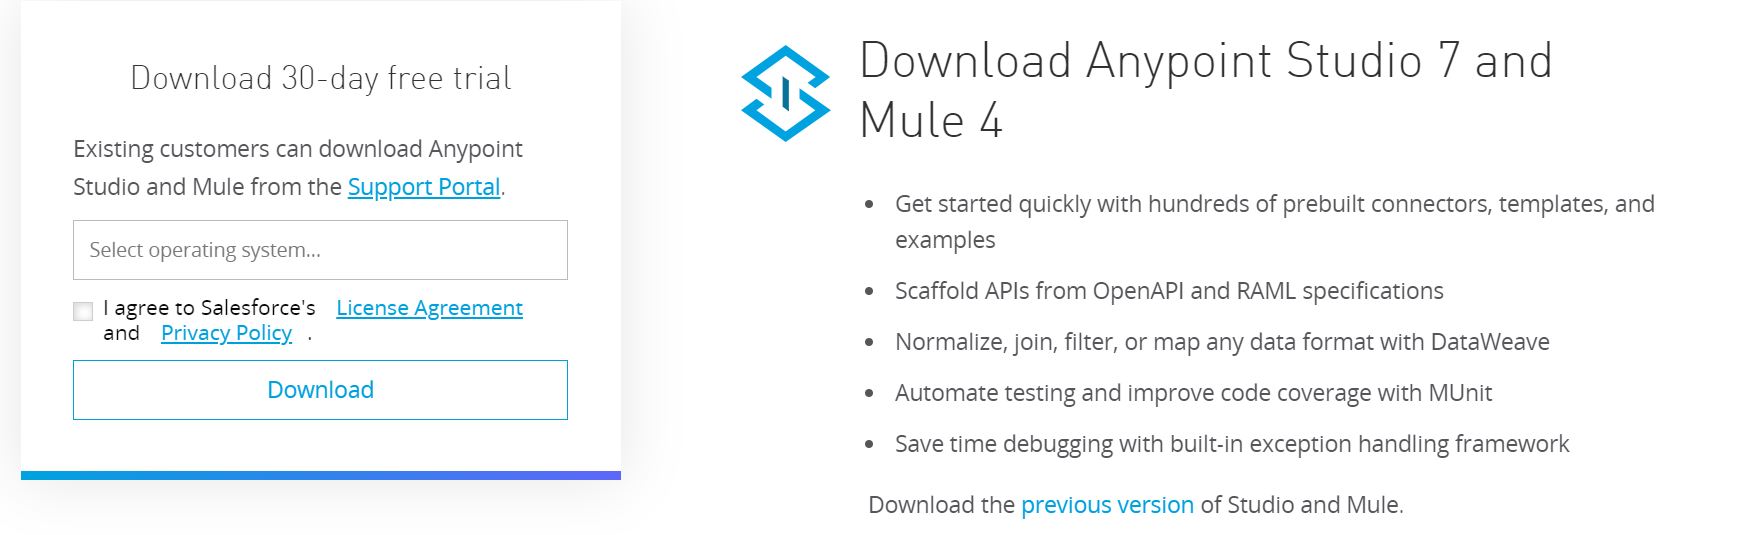 Download 30-day free trial
Existing customers can download Anypoint
Studio and Mule from the Support Portal.
Select operating system...
I agree to Salesforce's License Agreement
and Privacy Policy .
Download
Download Anypoint Studio 7 and
Mule 4
• Get started quickly with hundreds of prebuilt connectors, templates, and
examples
• Scaffold APIs from OpenAPI and RAML specifications
• Normalize, join, filter, or map any data format with DataWeave
• Automate testing and improve code coverage with MUnit
• Save time debugging with built-in exception handling framework
Download the previous version of Studio and Mule.